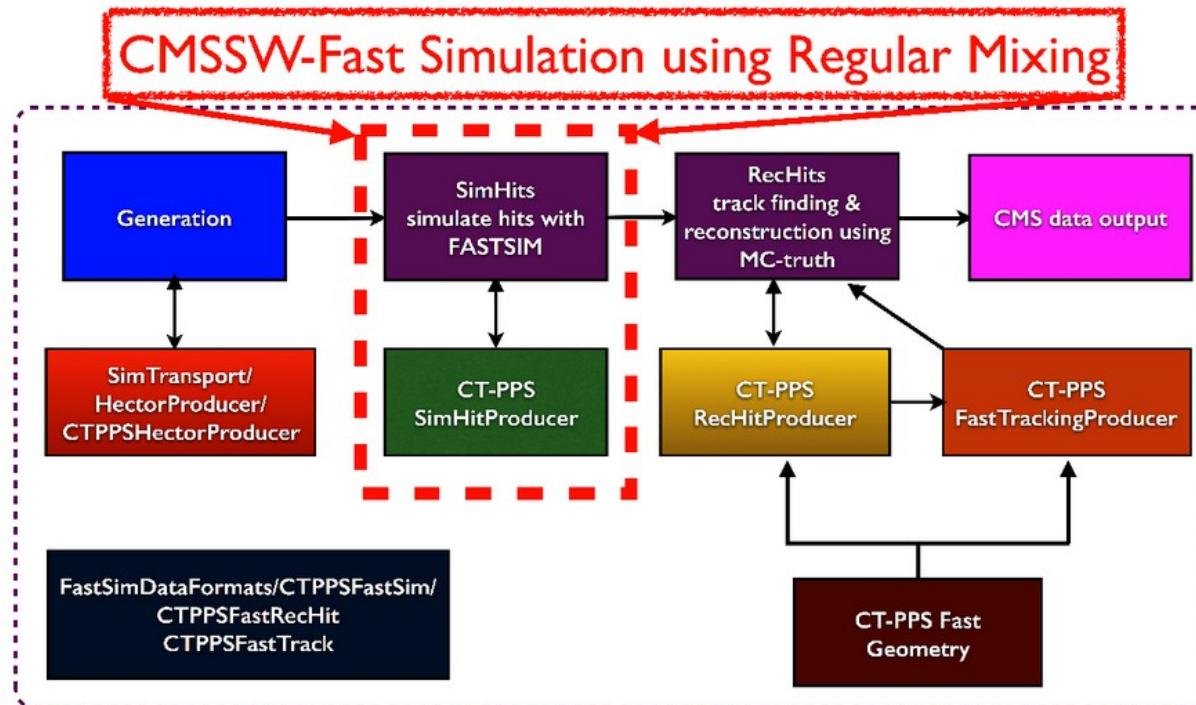 CMSSW-Fast Simulation using Regular Mixing
Generation
SimHits
simulate hits with
FASTSIM
RecHits
track finding &
reconstruction using
MC-truth
CMS data output
SimTransport/
HectorProducer/
CTPPSHectorProducer
CT-PPS
SimHitProducer
CT-PPS
RecHitProducer
CT-PPS
FastTrackingProducer
FastSimDataFormats/CTPPSFastSim/
CTPPSFastRecHit
CTPPSFastTrack
CT-PPS Fast
Geometry